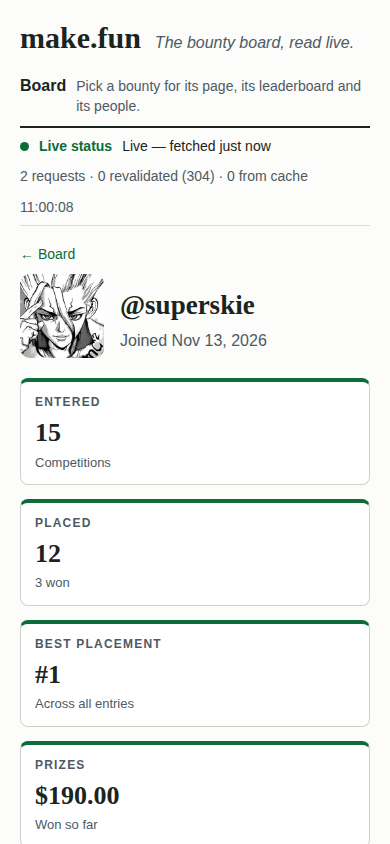 make.fun The bounty board, read live.
Board Pick a bounty for its page, its leaderboard and
its people.
Live status Live — fetched just now
2 requests · 0 revalidated (304) · 0 from cache
11:00:08
← Board
@superskie
Joined Nov 13, 2026
ENTERED
15
Competitions
PLACED
12
3 won
BEST PLACEMENT
#1
Across all entries
PRIZES
$190.00
Won so far